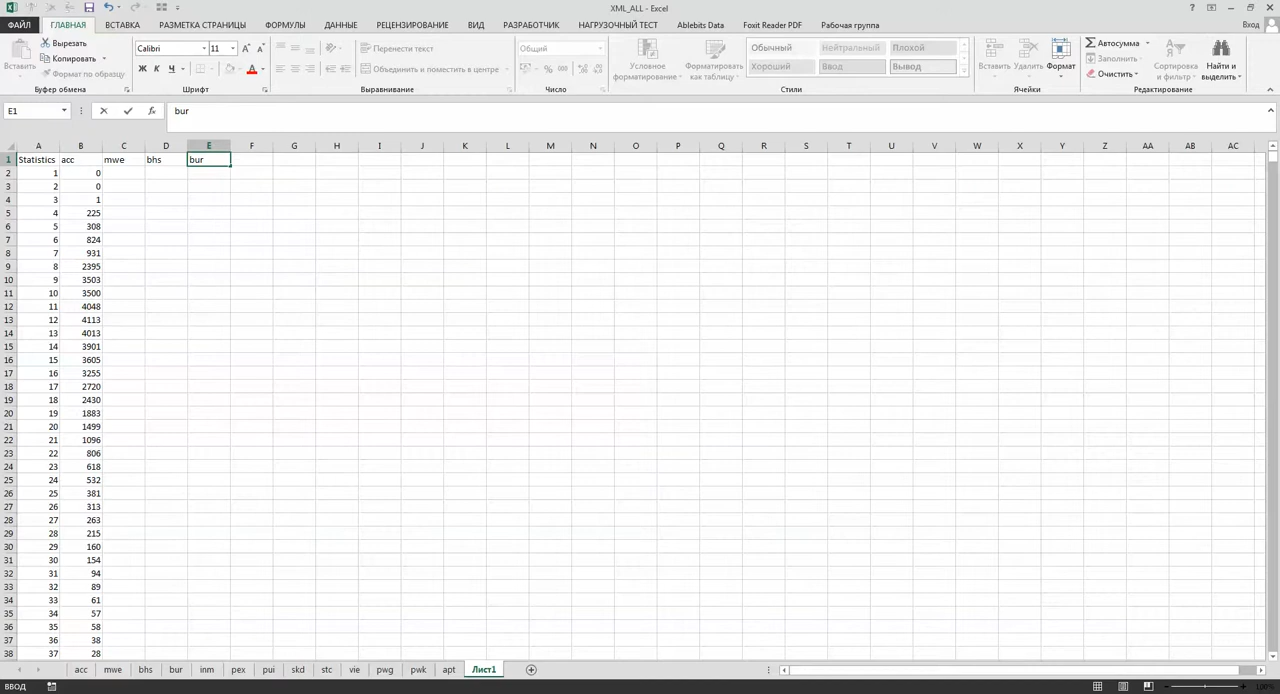 XML_ALL - Excel
ФАЙЛ ГЛАВНАЯ ВСТАВКА РАЗМЕТКА СТРАНИЦЫ ФОРМУЛЫ ДАННЫЕ РЕЦЕНЗИРОВАНИЕ ВИД РАЗРАБОТЧИК НАГРУЗОЧНЫЙ ТЕСТ Ablebits Data Foxit Reader PDF Рабочая группа Вход
Вставить
Вырезать
Копировать
Формат по образцу
Буфер обмена
Calibri 11
Ж К Ч
Шрифт
Перенести текст
Объединить и поместить в центре
Выравнивание
Общий
Число
Условное форматирование
Форматировать как таблицу
Обычный Нейтральный Плохой
Хороший Ввод Вывод
Стили
Вставить Удалить Формат
Ячейки
Автосумма
Заполнить
Очистить
Сортировка и фильтр
Найти и выделить
Редактирование
E1 bur
A B C D E F G H I J K L M N O P Q R S T U V W X Y Z AA AB AC
1 Statistics acc mwe bhs bur
2 1 0
3 2 0
4 3 1
5 4 225
6 5 308
7 6 824
8 7 931
9 8 2395
10 9 3503
11 10 3500
12 11 4048
13 12 4113
14 13 4013
15 14 3901
16 15 3605
17 16 3255
18 17 2720
19 18 2430
20 19 1883
21 20 1499
22 21 1096
23 22 806
24 23 618
25 24 532
26 25 381
27 26 313
28 27 263
29 28 215
30 29 160
31 30 154
32 31 94
33 32 89
34 33 61
35 34 57
36 35 58
37 36 38
38 37 28
acc mwe bhs bur inm pex pui skd stc vie pwg pwk apt Лист1
ВВОД 100%